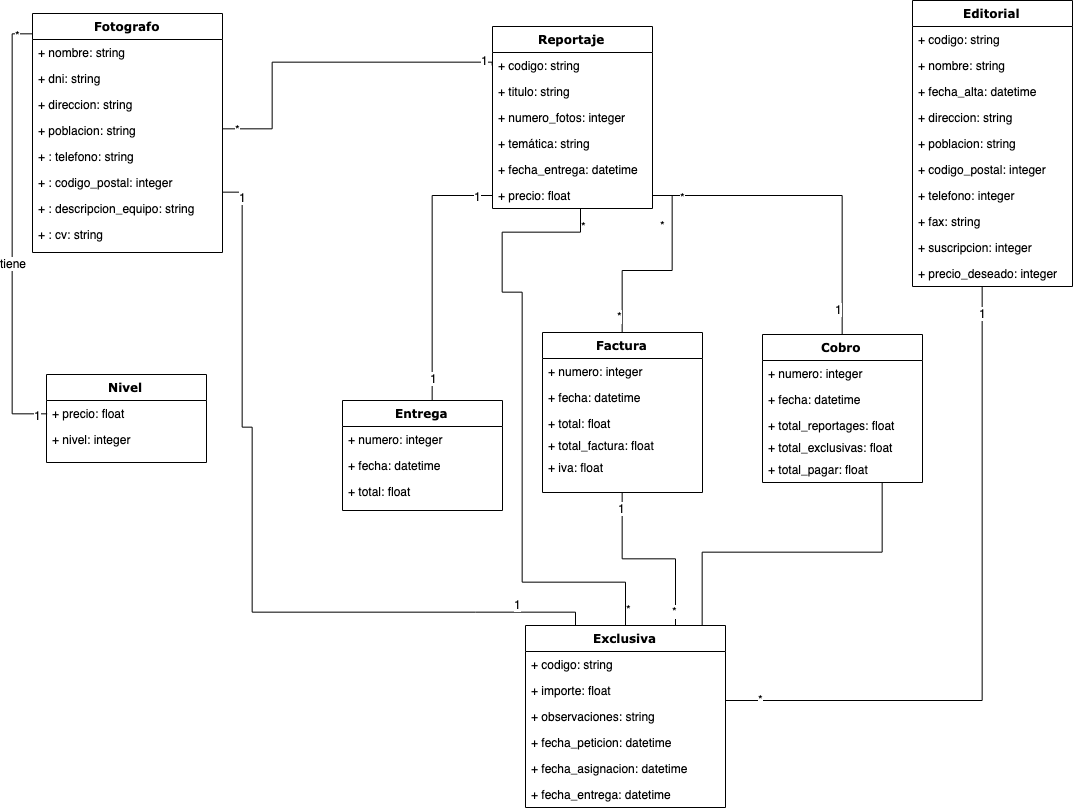 Fotografo
+ nombre: string
+ dni: string
+ direccion: string
+ poblacion: string
+ : telefono: string
+ : codigo_postal: integer
+ : descripcion_equipo: string
+ : cv: string
*
tiene
1
*
1
1
Reportaje
+ codigo: string
+ titulo: string
+ numero_fotos: integer
+ temática: string
+ fecha_entrega: datetime
+ precio: float
1
*
*
*
Editorial
+ codigo: string
+ nombre: string
+ fecha_alta: datetime
+ direccion: string
+ poblacion: string
+ codigo_postal: integer
+ telefono: integer
+ fax: string
+ suscripcion: integer
+ precio_deseado: integer
1
Nivel
+ precio: float
+ nivel: integer
1
Entrega
+ numero: integer
+ fecha: datetime
+ total: float
*
Factura
+ numero: integer
+ fecha: datetime
+ total: float
+ total_factura: float
+ iva: float
1
1
Cobro
+ numero: integer
+ fecha: datetime
+ total_reportages: float
+ total_exclusivas: float
+ total_pagar: float
1
*
*
Exclusiva
+ codigo: string
+ importe: float
+ observaciones: string
+ fecha_peticion: datetime
+ fecha_asignacion: datetime
+ fecha_entrega: datetime
*